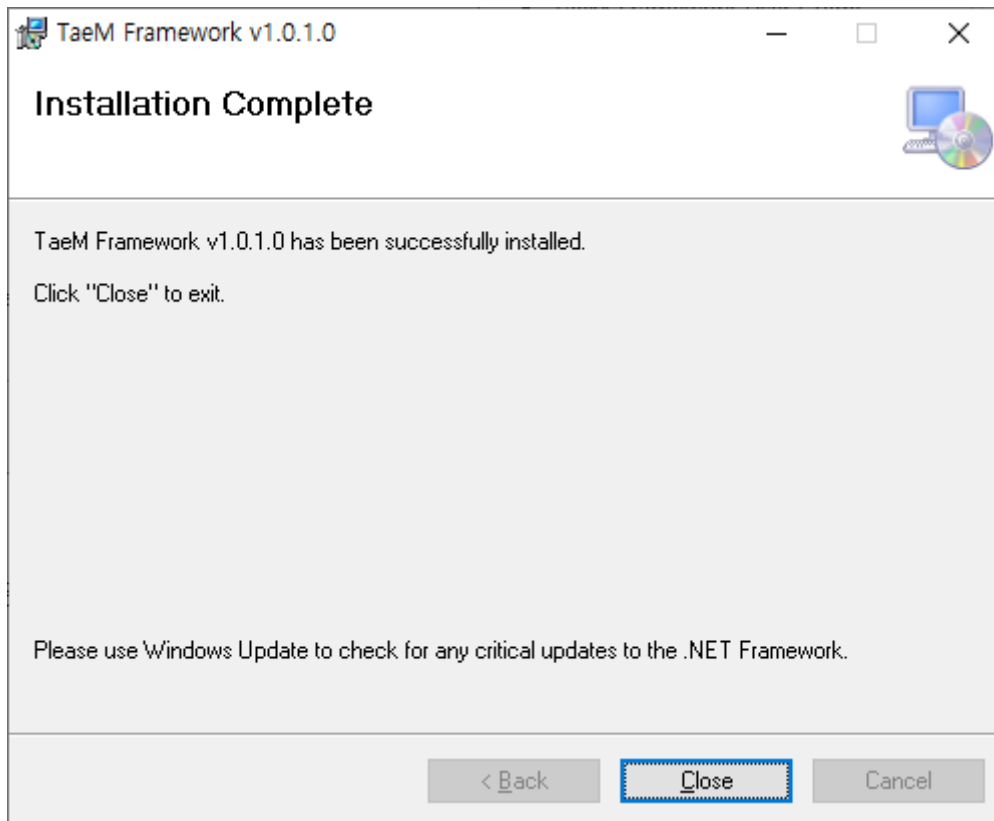 TaeM Framework v1.0.1.0
Installation Complete
TaeM Framework v1.0.1.0 has been successfully installed.
Click "Close" to exit.
Please use Windows Update to check for any critical updates to the .NET Framework.
< Back
Close
Cancel